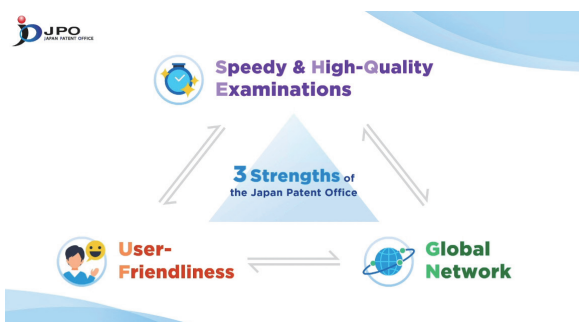 JPO
JAPAN PATENT OFFICE
Speedy & High-Quality
Examinations
3 Strengths of
the Japan Patent Office
User-
Friendliness
Global
Network